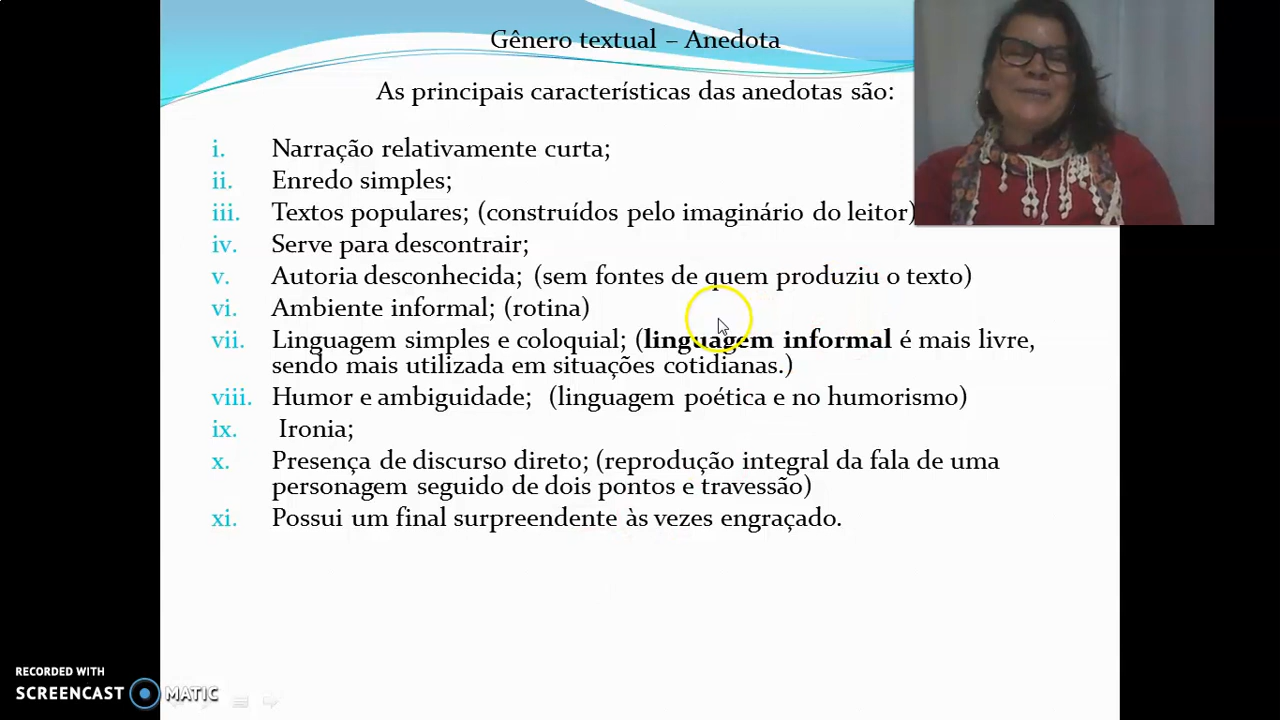 Gênero textual – Anedota
As principais características das anedotas são:
i. Narração relativamente curta;
ii. Enredo simples;
iii. Textos populares; (construídos pelo imaginário do leitor)
iv. Serve para descontrair;
v. Autoria desconhecida; (sem fontes de quem produziu o texto)
vi. Ambiente informal; (rotina)
vii. Linguagem simples e coloquial; (linguagem informal é mais livre,
sendo mais utilizada em situações cotidianas.)
viii. Humor e ambiguidade; (linguagem poética e no humorismo)
ix. Ironia;
x. Presença de discurso direto; (reprodução integral da fala de uma
personagem seguido de dois pontos e travessão)
xi. Possui um final surpreendente às vezes engraçado.
RECORDED WITH
SCREENCAST MATIC